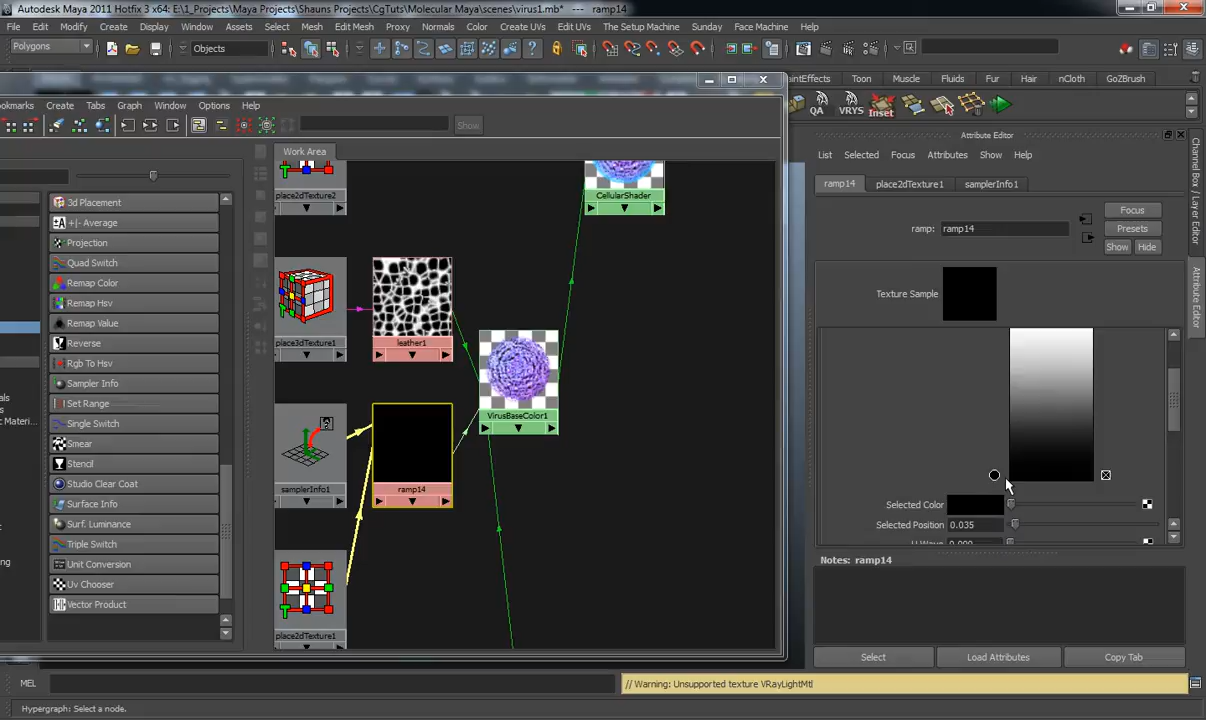 Autodesk Maya 2011 Hotfix 3 x64: E:\1_Projects\Maya Projects\Shauns Projects\CgTuts\Molecular Maya\scenes\virus1.mb* --- ramp14
File Edit Modify Create Display Window Assets Select Mesh Edit Mesh Proxy Normals Color Create UVs Edit UVs The Setup Machine Sunday Face Machine Help
Polygons
Objects
PaintEffects Toon Muscle Fluids Fur Hair nCloth GoZBrush
okmarks Create Tabs Graph Window Options Help
QA VRYS Inset
Show
Attribute Editor
Work Area
List Selected Focus Attributes Show Help
ramp14 place2dTexture1 samplerInfo1
Channel Box / Layer Editor
Attribute Editor
3d Placement
+|- Average
Projection
Quad Switch
Remap Color
Remap Hsv
Remap Value
Reverse
Rgb To Hsv
Sampler Info
Set Range
Single Switch
Smear
Stencil
Studio Clear Coat
Surface Info
Surf. Luminance
Triple Switch
Unit Conversion
Uv Chooser
Vector Product
place2dTexture2
CellularShader
place3dTexture1
leather1
VirusBaseColor1
samplerInfo1
ramp14
place2dTexture1
ramp: ramp14
Focus
Presets
Show Hide
Texture Sample
Selected Color
Selected Position 0.035
Notes: ramp14
Select Load Attributes Copy Tab
MEL
// Warning: Unsupported texture VRayLightMtl
Hypergraph: Select a node.